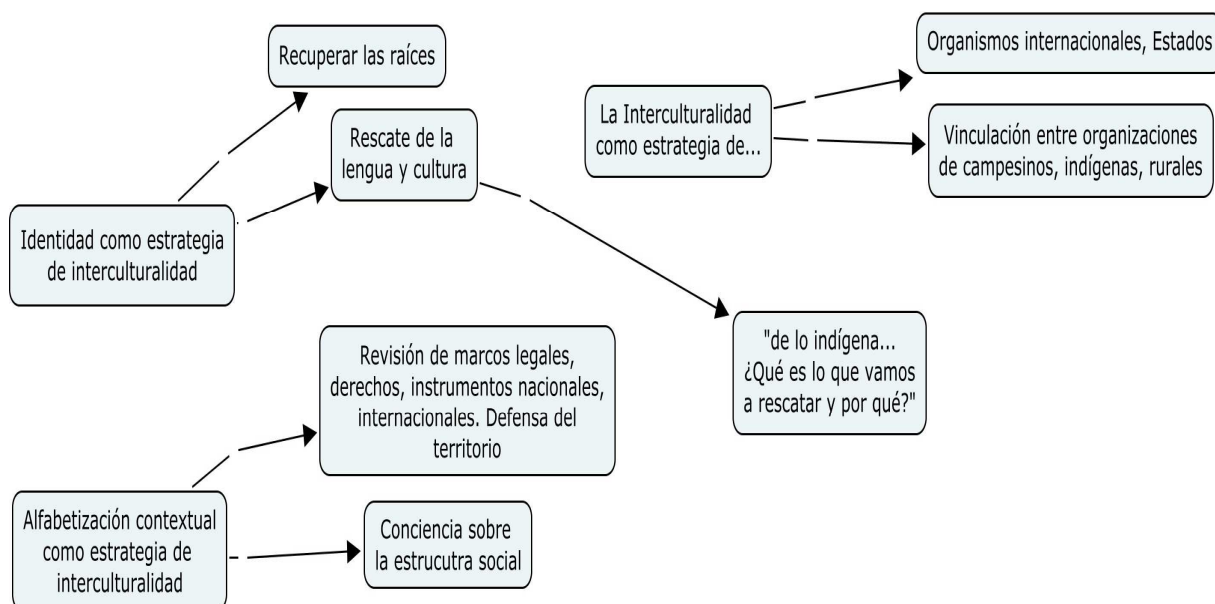 Recuperar las raíces
Rescate de la
lengua y cultura
Identidad como estrategia
de interculturalidad
Organismos internacionales, Estados
La Interculturalidad
como estrategia de...
Vinculación entre organizaciones
de campesinos, indígenas, rurales
"de lo indígena...
¿Qué es lo que vamos
a rescatar y por qué?"
Revisión de marcos legales,
derechos, instrumentos nacionales,
internacionales. Defensa del
territorio
Alfabetización contextual
como estrategia de
interculturalidad
Conciencia sobre
la estrucutra social